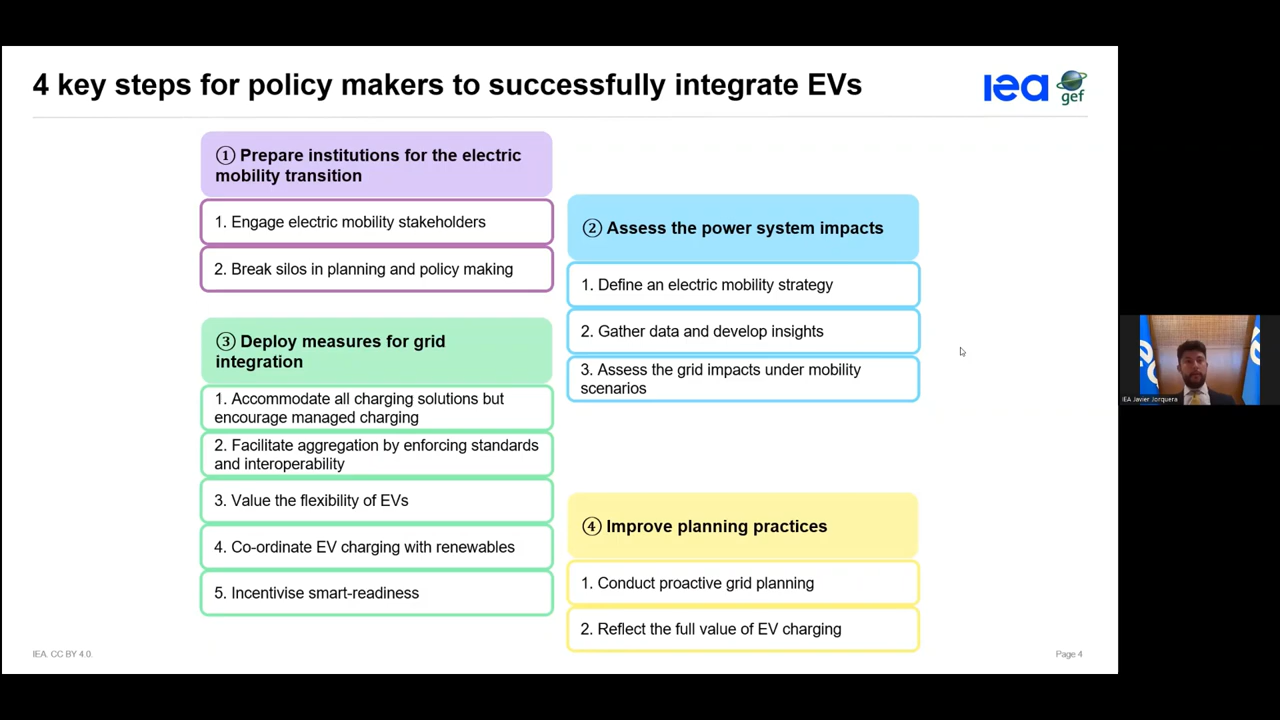 4 key steps for policy makers to successfully integrate EVs
iea
gef
① Prepare institutions for the electric
mobility transition
1. Engage electric mobility stakeholders
2. Break silos in planning and policy making
② Assess the power system impacts
1. Define an electric mobility strategy
2. Gather data and develop insights
3. Assess the grid impacts under mobility
scenarios
③ Deploy measures for grid
integration
1. Accommodate all charging solutions but
encourage managed charging
2. Facilitate aggregation by enforcing standards
and interoperability
3. Value the flexibility of EVs
4. Co-ordinate EV charging with renewables
5. Incentivise smart-readiness
④ Improve planning practices
1. Conduct proactive grid planning
2. Reflect the full value of EV charging
IEA. CC BY 4.0.
Page 4
IEA Javier Jorquera